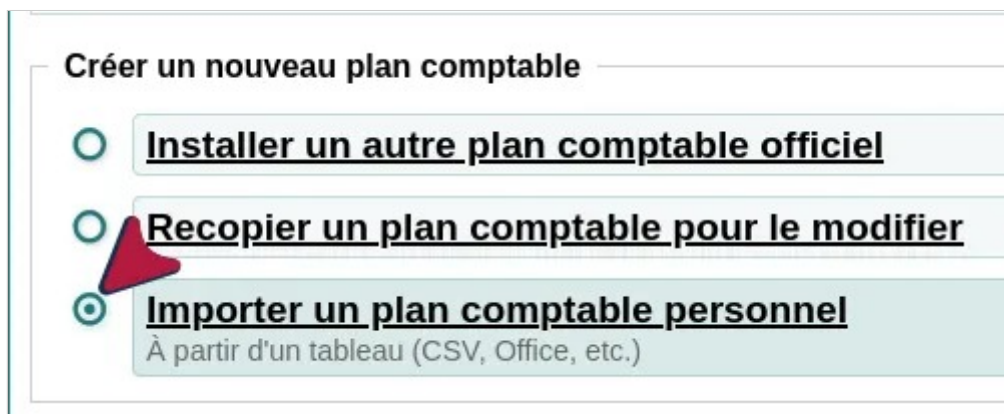 Créer un nouveau plan comptable
Installer un autre plan comptable officiel
Recopier un plan comptable pour le modifier
Importer un plan comptable personnel
À partir d'un tableau (CSV, Office, etc.)